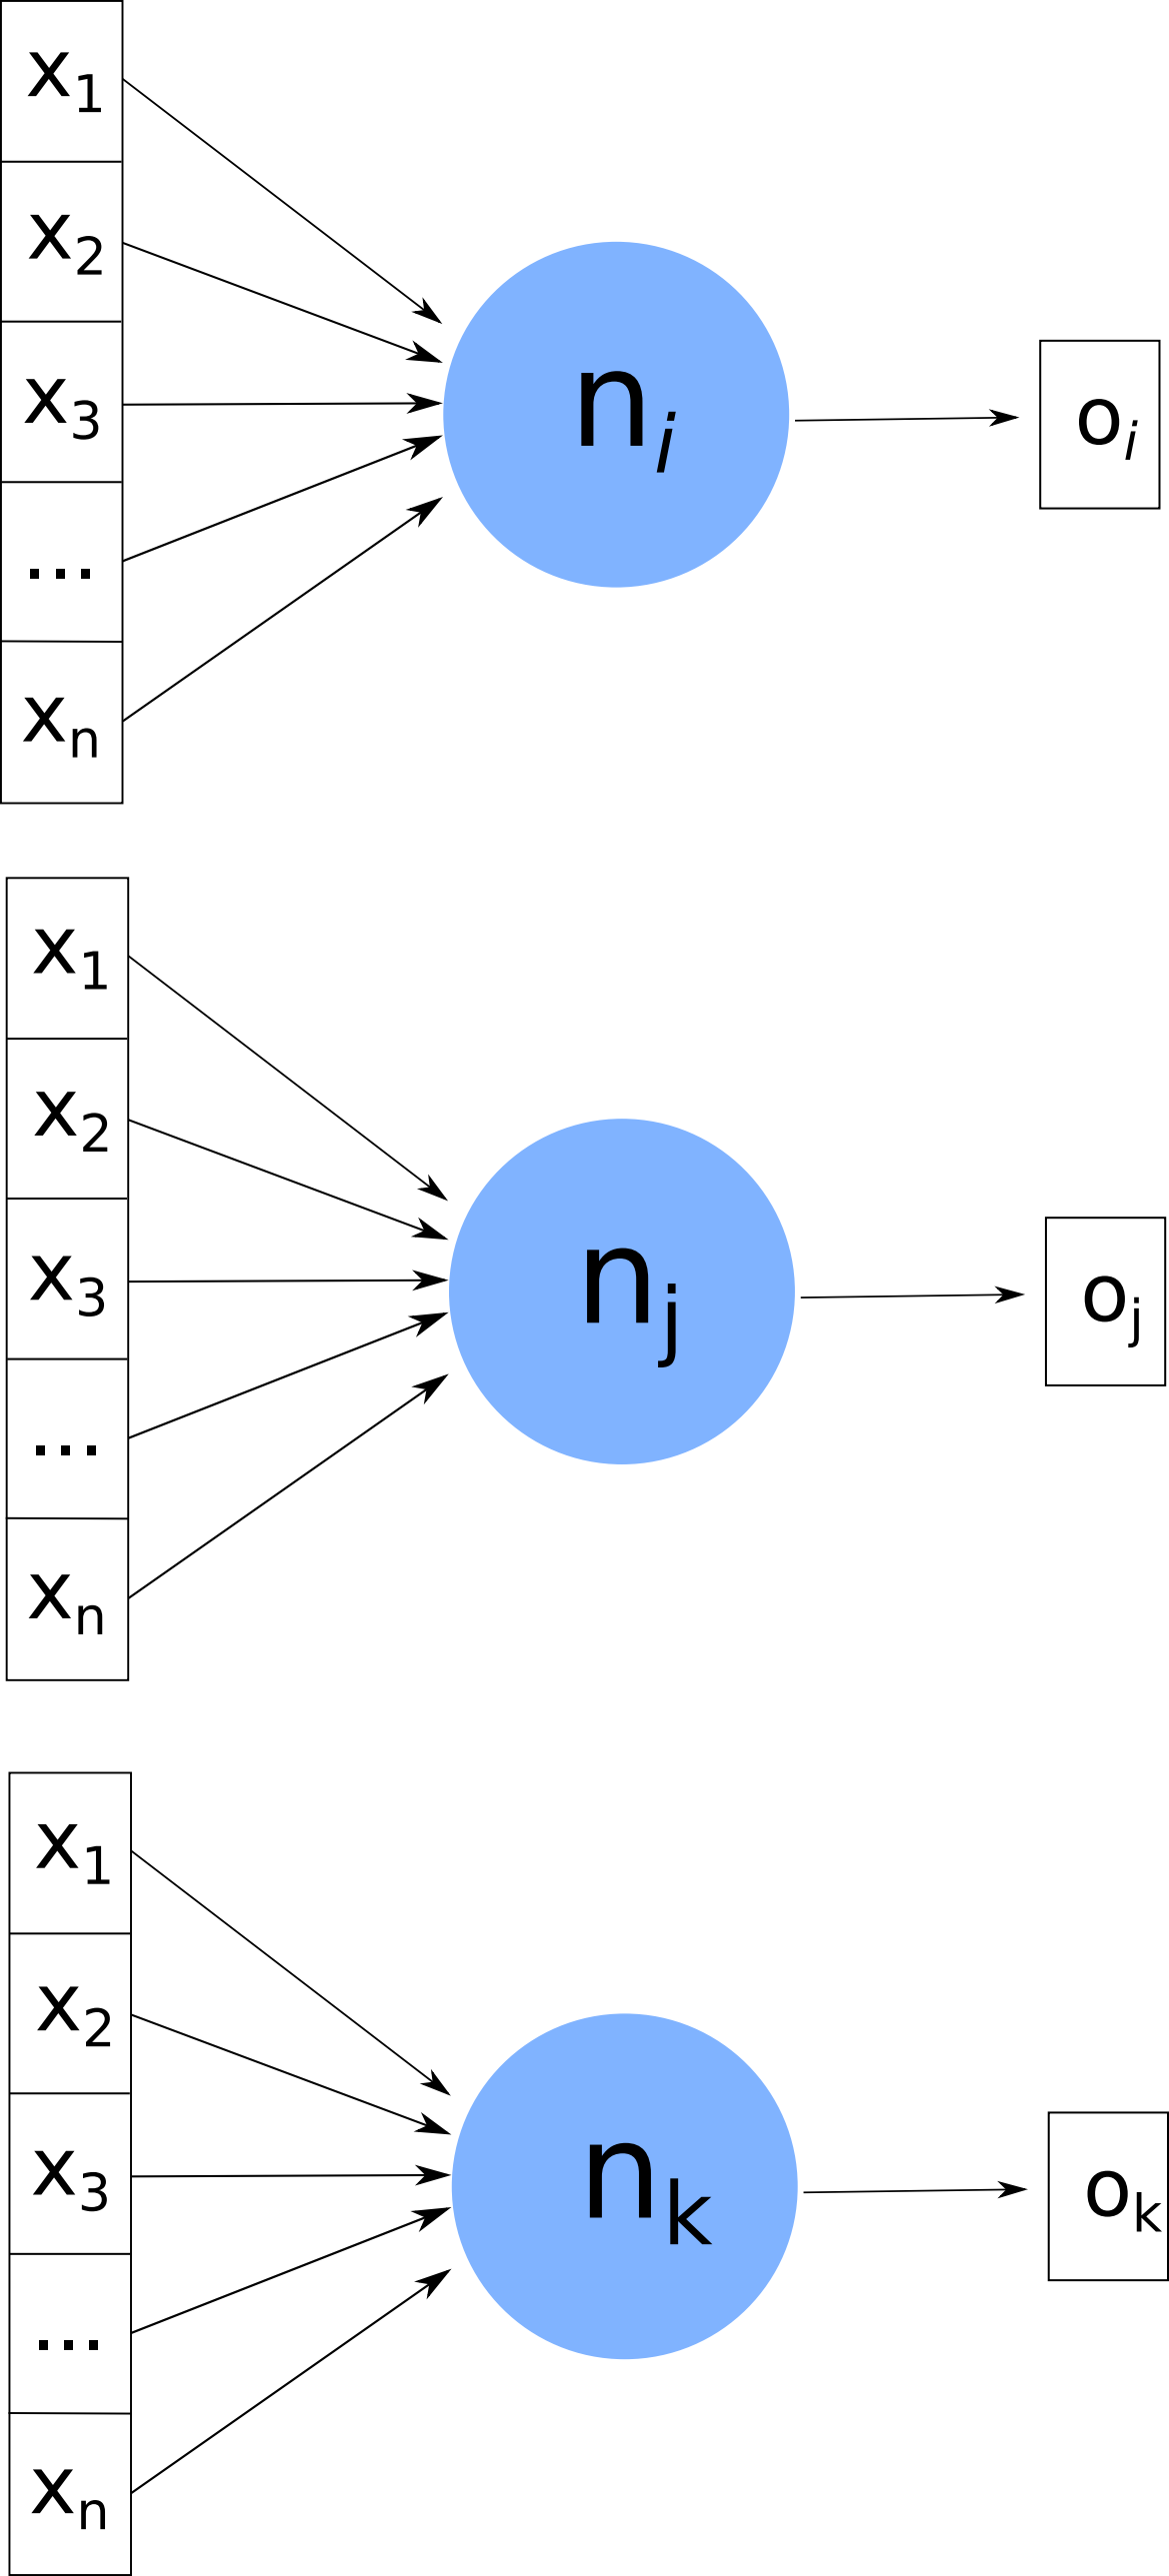 x₁
x₂
x₃
...
xₙ
nᵢ
oᵢ
x₁
x₂
x₃
...
xₙ
nⱼ
oⱼ
x₁
x₂
x₃
...
xₙ
nₖ
oₖ